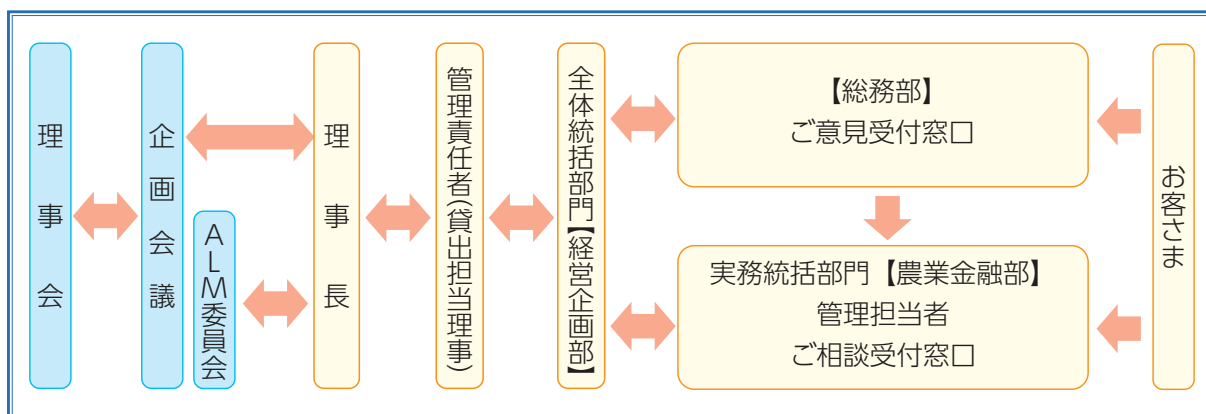 理事会
企画会議
ALM委員会
理事長
管理責任者(貸出担当理事)
全体統括部門【経営企画部】
【総務部】
ご意見受付窓口
実務統括部門【農業金融部】
管理担当者
ご相談受付窓口
お客さま